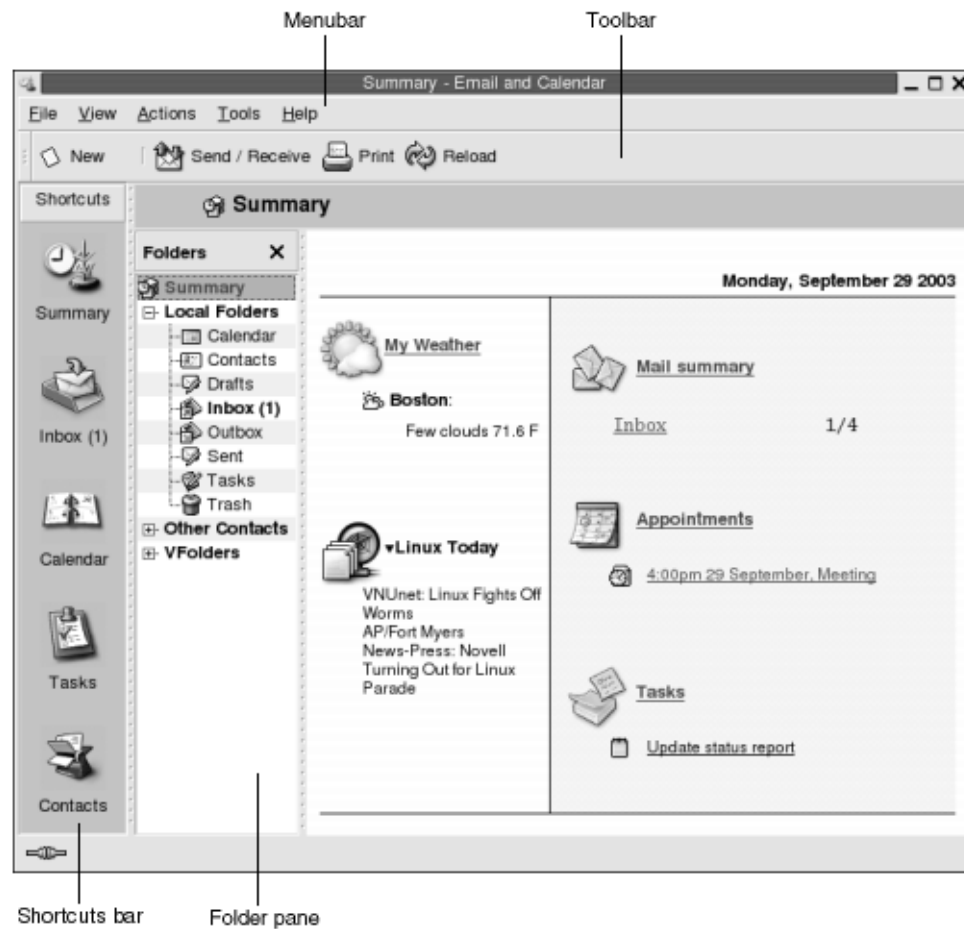 Menubar
Toolbar
Summary - Email and Calendar
File View Actions Tools Help
New Send / Receive Print Reload
Shortcuts
Summary
Inbox (1)
Calendar
Tasks
Contacts
Summary
Folders
Summary
Local Folders
Calendar
Contacts
Drafts
Inbox (1)
Outbox
Sent
Tasks
Trash
Other Contacts
VFolders
Monday, September 29 2003
My Weather
Boston:
Few clouds 71.6 F
Linux Today
VNUnet: Linux Fights Off
Worms
AP/Fort Myers
News-Press: Novell
Turning Out for Linux
Parade
Mail summary
Inbox 1/4
Appointments
4:00pm 29 September, Meeting
Tasks
Update status report
Shortcuts bar
Folder pane